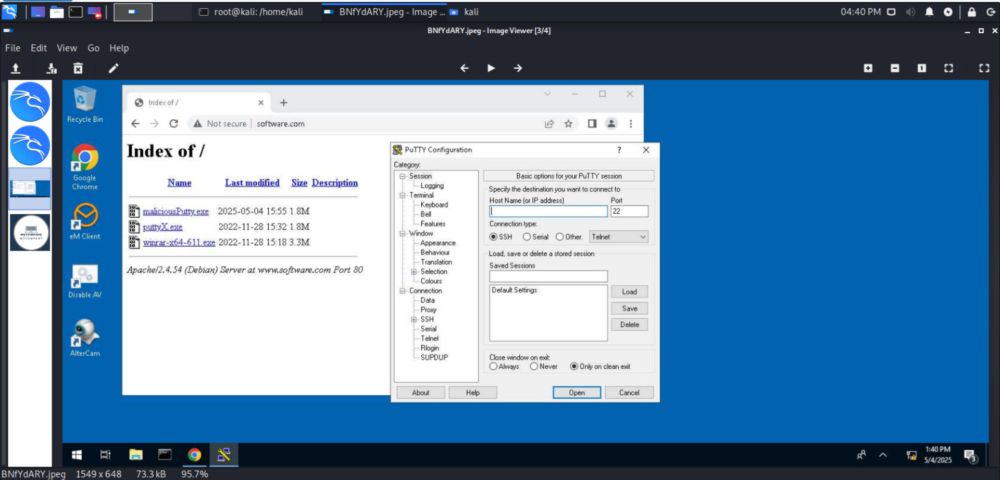 root@kali: /home/kali
BNfYdARY.jpeg - Image ...
kali
04:40 PM
BNfYdARY.jpeg - Image Viewer [3/4]
File Edit View Go Help
Recycle Bin
Google
Chrome
eM Client
Disable AV
AlterCam
Index of /
Not secure | software.com
Index of /
Name Last modified Size Description
maliciousPutty.exe 2025-05-04 15:55 1.8M
puttyX.exe 2022-11-28 15:32 1.8M
winrar-x64-611.exe 2022-11-28 15:18 3.3M
Apache/2.4.54 (Debian) Server at www.software.com Port 80
PuTTY Configuration
?
Category:
Session
Logging
Terminal
Keyboard
Bell
Features
Window
Appearance
Behaviour
Translation
Selection
Colours
Connection
Data
Proxy
SSH
Serial
Telnet
Rlogin
SUPDUP
Basic options for your PuTTY session
Specify the destination you want to connect to
Host Name (or IP address) Port
22
Connection type:
SSH Serial Other: Telnet
Load, save or delete a stored session
Saved Sessions
Default Settings
Load
Save
Delete
Close window on exit:
Always Never Only on clean exit
About Help Open Cancel
1:40 PM
5/4/2025
3
MYCOMPANY
BNfYdARY.jpeg 1549 x 648 73.3 kB 95.7%